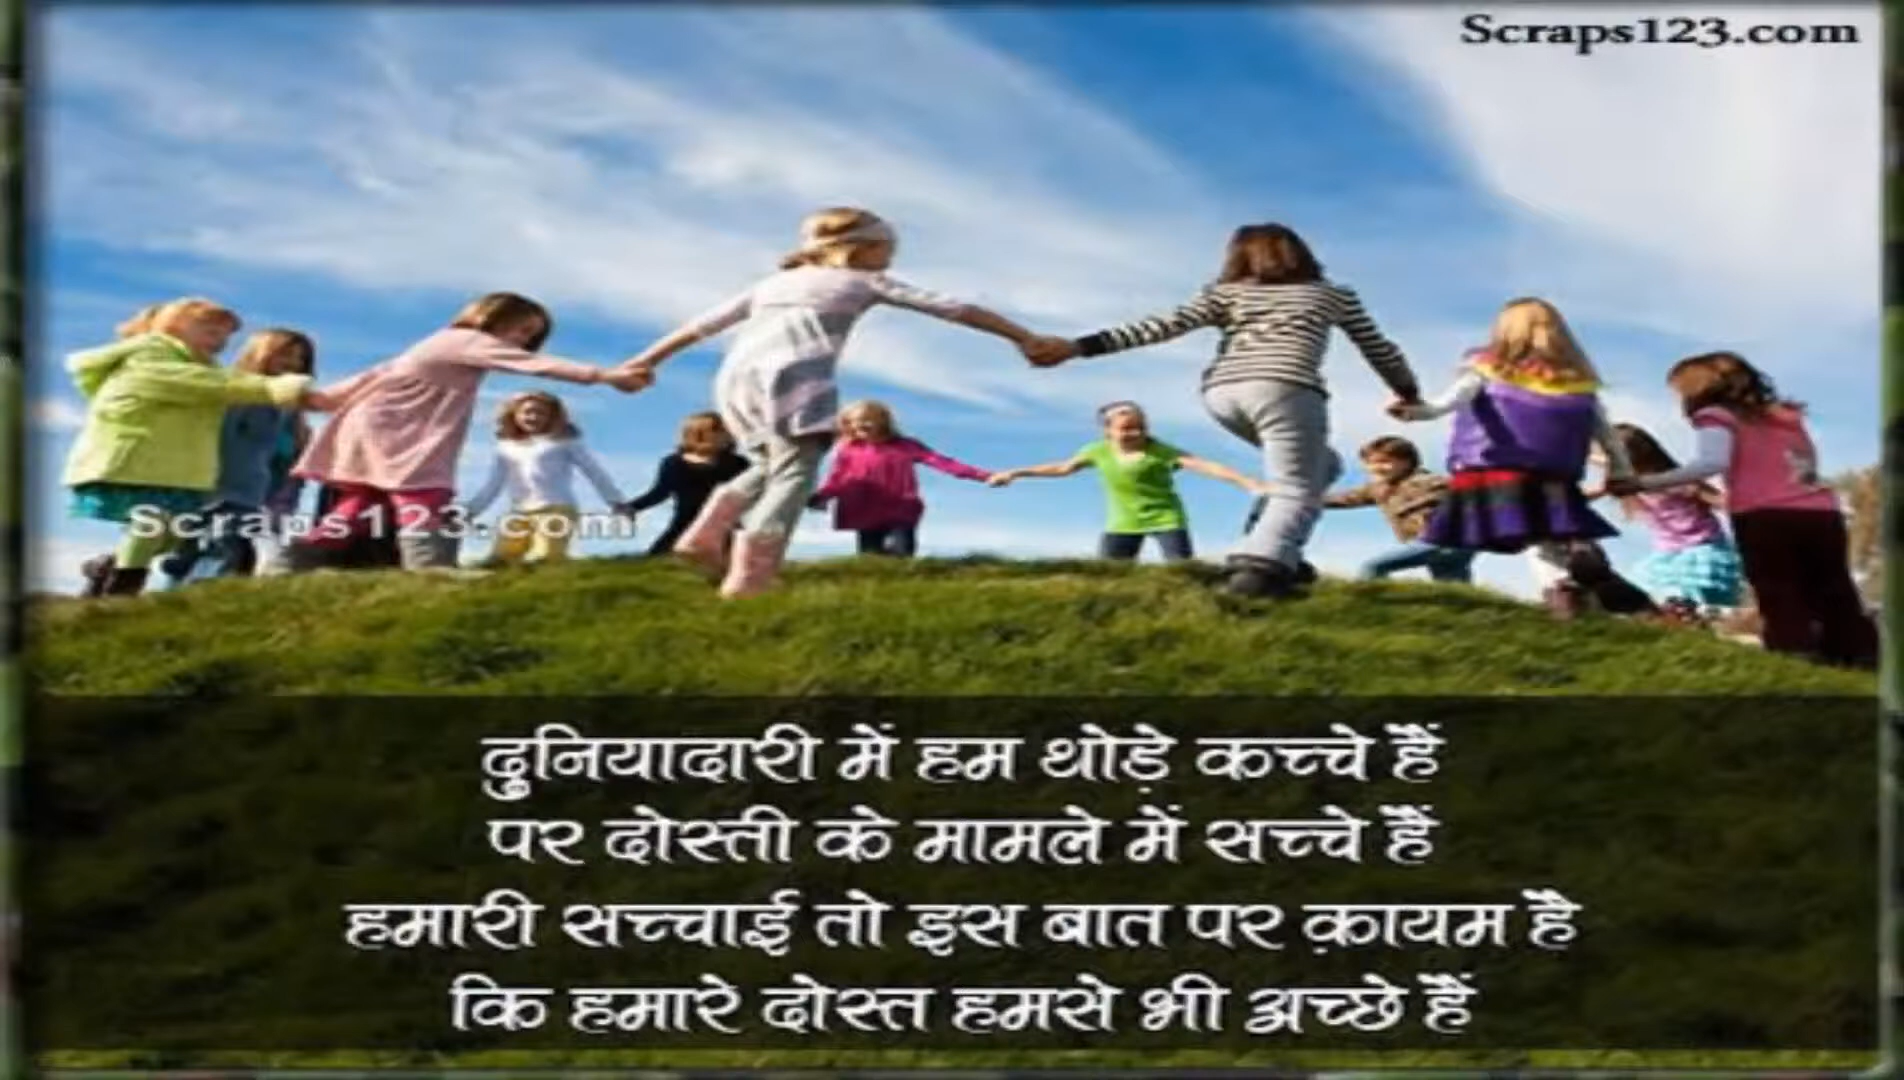 Scraps123.com
Scraps123.com
दुनियादारी में हम थोड़े कच्चे हैं
पर दोस्ती के मामले में सच्चे हैं
हमारी सच्चाई तो इस बात पर क़ायम है
कि हमारे दोस्त हमसे भी अच्छे हैं